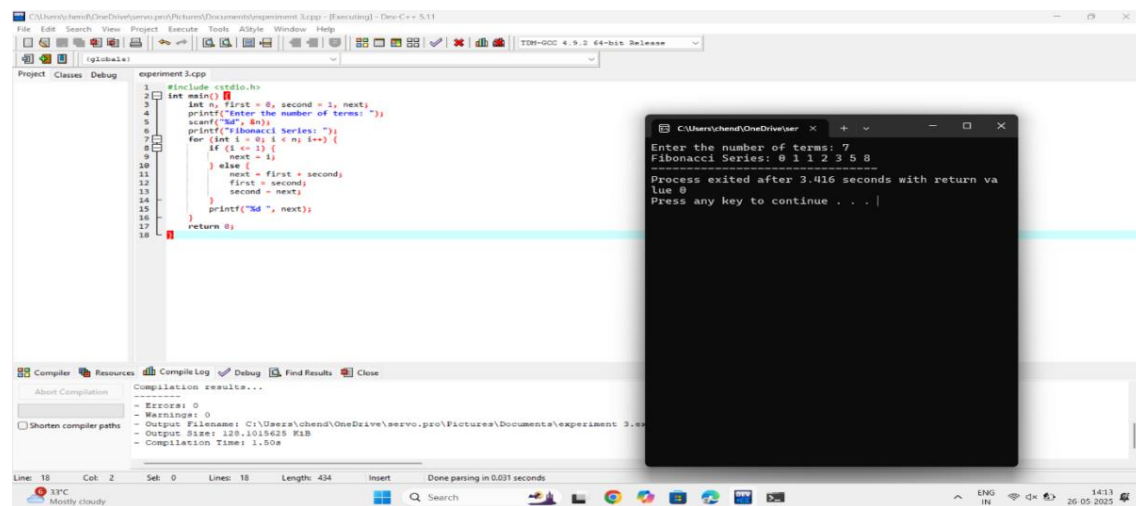 C:\Users\chend\OneDrive\servo.pro\Pictures\Documents\experiment 3.cpp - [Executing] - Dev-C++ 5.11
File Edit Search View Project Execute Tools AStyle Window Help
TDM-GCC 4.9.2 64-bit Release
(globals)
Project Classes Debug
experiment 3.cpp
1 #include <stdio.h>
2 int main() {
3 int n, first = 0, second = 1, next;
4 printf("Enter the number of terms: ");
5 scanf("%d", &n);
6 printf("Fibonacci Series: ");
7 for (int i = 0; i < n; i++) {
8 if (i <= 1) {
9 next = i;
10 } else {
11 next = first + second;
12 first = second;
13 second = next;
14 }
15 printf("%d ", next);
16 }
17 return 0;
18 }
C:\Users\chend\OneDrive\ser
Enter the number of terms: 7
Fibonacci Series: 0 1 1 2 3 5 8
--------------------------------
Process exited after 3.416 seconds with return va
lue 0
Press any key to continue . . .
Compiler Resources Compile Log Debug Find Results Close
Abort Compilation
Shorten compiler paths
Compilation results...
--------
- Errors: 0
- Warnings: 0
- Output Filename: C:\Users\chend\OneDrive\servo.pro\Pictures\Documents\experiment 3.ex
- Output Size: 128.1015625 KiB
- Compilation Time: 1.50s
Line: 18 Col: 2 Sel: 0 Lines: 18 Length: 434 Insert Done parsing in 0.031 seconds
33°C
Mostly cloudy
Search
ENG
IN
14:13
26-05-2025